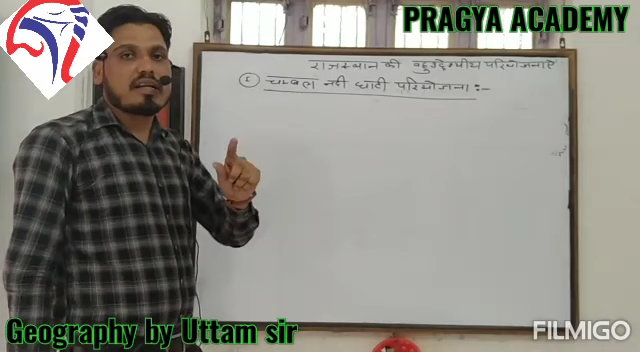 PRAGYA ACADEMY
राजस्थान की बहुउद्देश्यीय परियोजनाएँ
① चम्बल नदी घाटी परियोजना :-
Geography by Uttam sir
FILMIGO